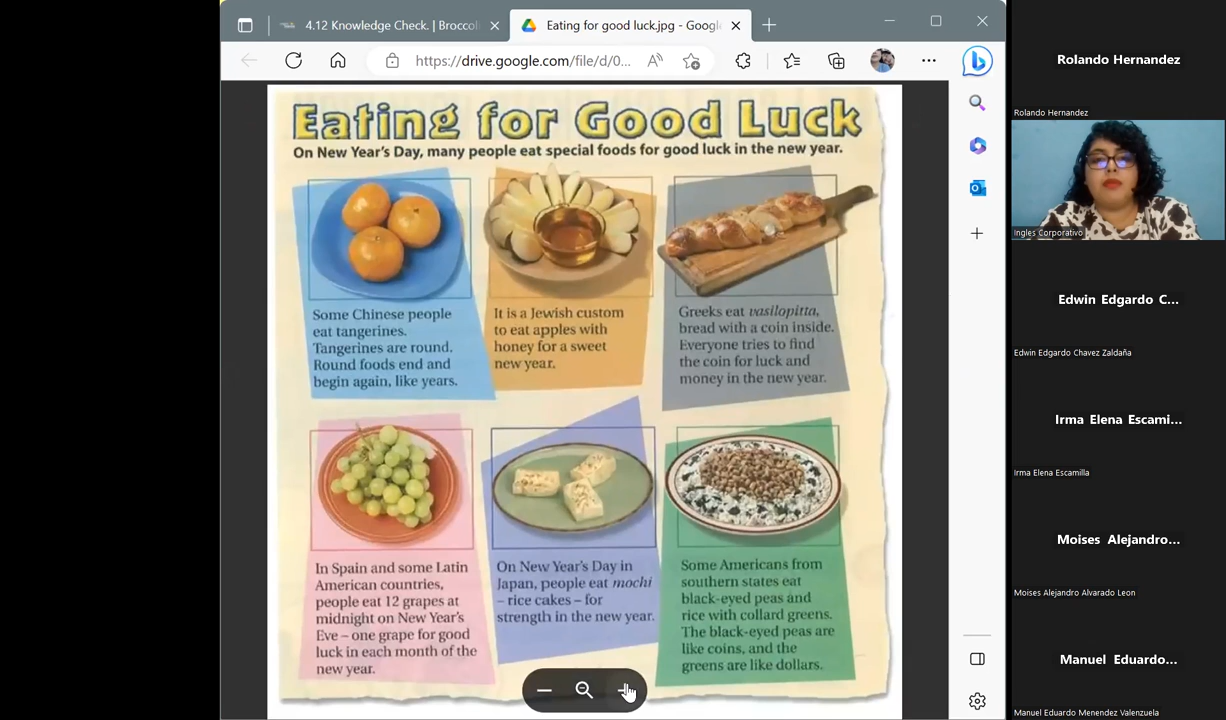 4.12 Knowledge Check. | Broccoli
Eating for good luck.jpg - Google
https://drive.google.com/file/d/0...
Eating for Good Luck
On New Year's Day, many people eat special foods for good luck in the new year.
Some Chinese people
eat tangerines.
Tangerines are round.
Round foods end and
begin again, like years.
It is a Jewish custom
to eat apples with
honey for a sweet
new year.
Greeks eat vasilopitta,
bread with a coin inside.
Everyone tries to find
the coin for luck and
money in the new year.
In Spain and some Latin
American countries,
people eat 12 grapes at
midnight on New Year's
Eve – one grape for good
luck in each month of the
new year.
On New Year's Day in
Japan, people eat mochi
– rice cakes – for
strength in the new year.
Some Americans from
southern states eat
black-eyed peas and
rice with collard greens.
The black-eyed peas are
like coins, and the
greens are like dollars.
Rolando Hernandez
Rolando Hernandez
Ingles Corporativo
Edwin Edgardo C...
Edwin Edgardo Chavez Zaldaña
Irma Elena Escami...
Irma Elena Escamilla
Moises Alejandro...
Moises Alejandro Alvarado Leon
Manuel Eduardo...
Manuel Eduardo Menendez Valenzuela